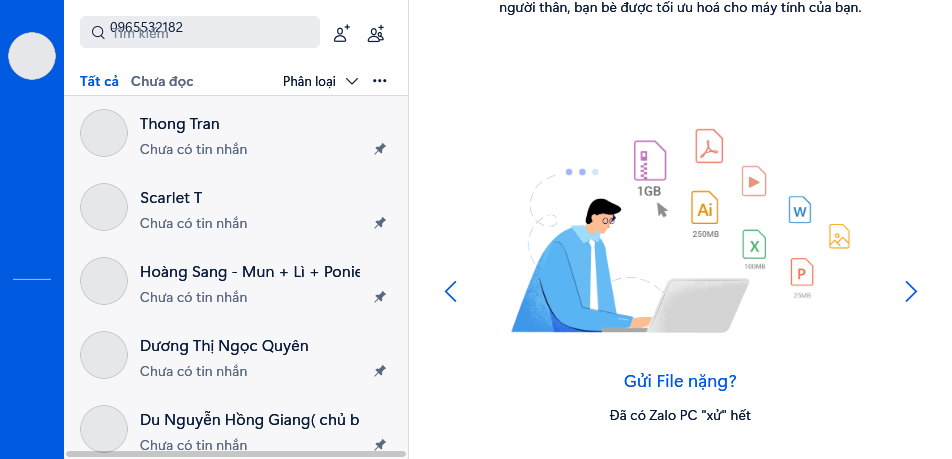 0965532182
Tìm kiếm
Tất cả Chưa đọc Phân loại
Thong Tran
Chưa có tin nhắn
Scarlet T
Chưa có tin nhắn
Hoàng Sang - Mun + Lì + Ponie
Chưa có tin nhắn
Dương Thị Ngọc Quyên
Chưa có tin nhắn
Du Nguyễn Hồng Giang( chủ b
Chưa có tin nhắn
người thân, bạn bè được tối ưu hoá cho máy tính của bạn.
1GB
Ai
250MB
W
X
100MB
P
25MB
Gửi File nặng?
Đã có Zalo PC "xử" hết